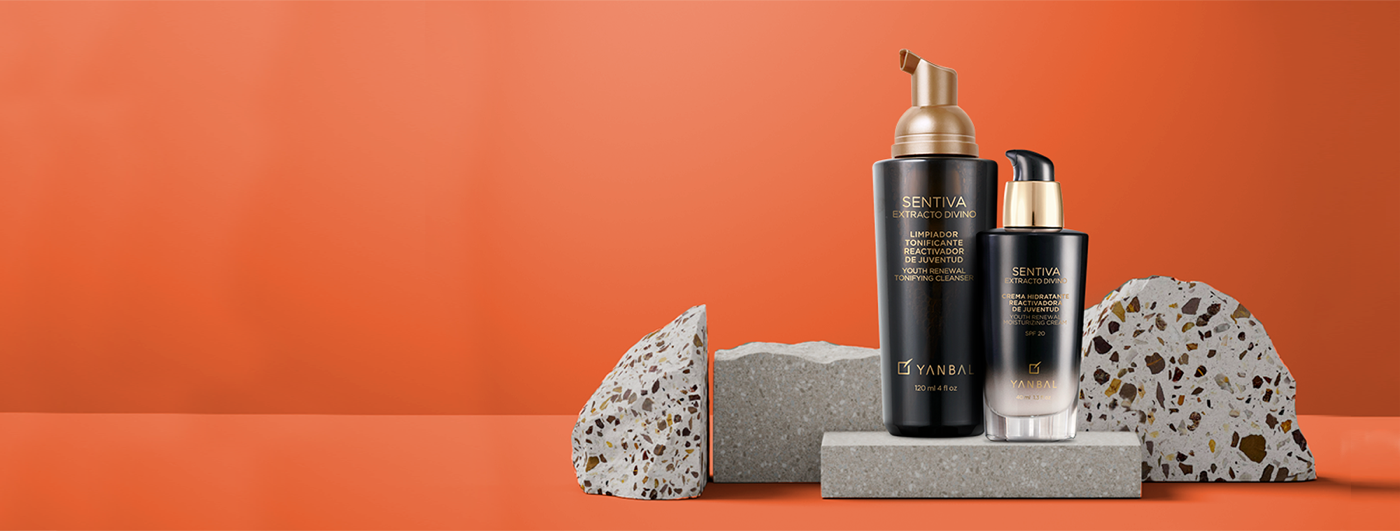 SENTIVA
EXTRACTO DIVINO
LIMPIADOR
TONIFICANTE
REACTIVADOR
DE JUVENTUD
YOUTH RENEWAL
TONIFYING CLEANSER
YANBAL
120 ml 4 fl oz
SENTIVA
EXTRACTO DIVINO
CREMA HIDRATANTE
REACTIVADORA
DE JUVENTUD
YOUTH RENEWAL
MOISTURIZING CREAM
SPF 20
YANBAL